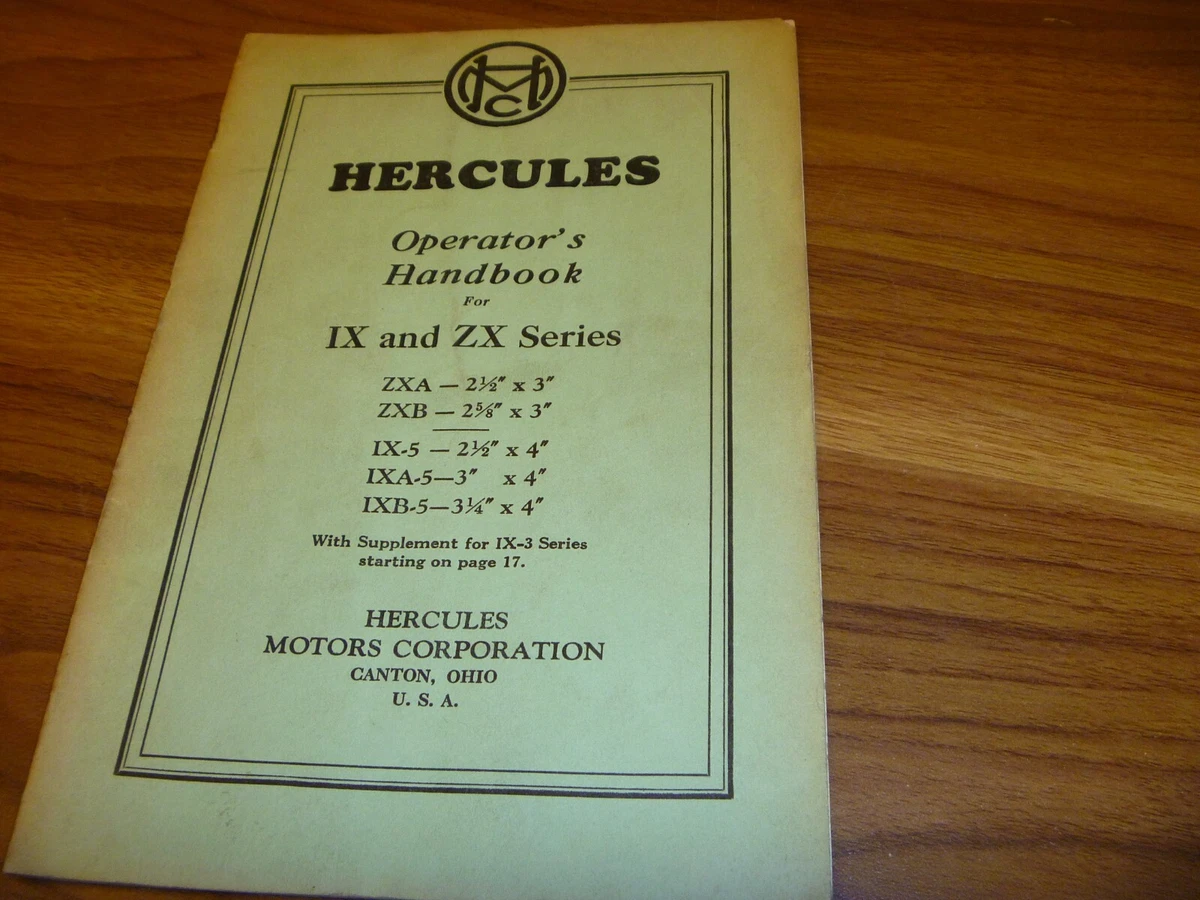 HMC
HERCULES
Operator's
Handbook
For
IX and ZX Series
ZXA — 2½″ x 3″
ZXB — 2⅝″ x 3″
IX-5 — 2½″ x 4″
IXA-5—3″ x 4″
IXB-5—3¼″ x 4″
With Supplement for IX-3 Series
starting on page 17.
HERCULES
MOTORS CORPORATION
CANTON, OHIO
U. S. A.